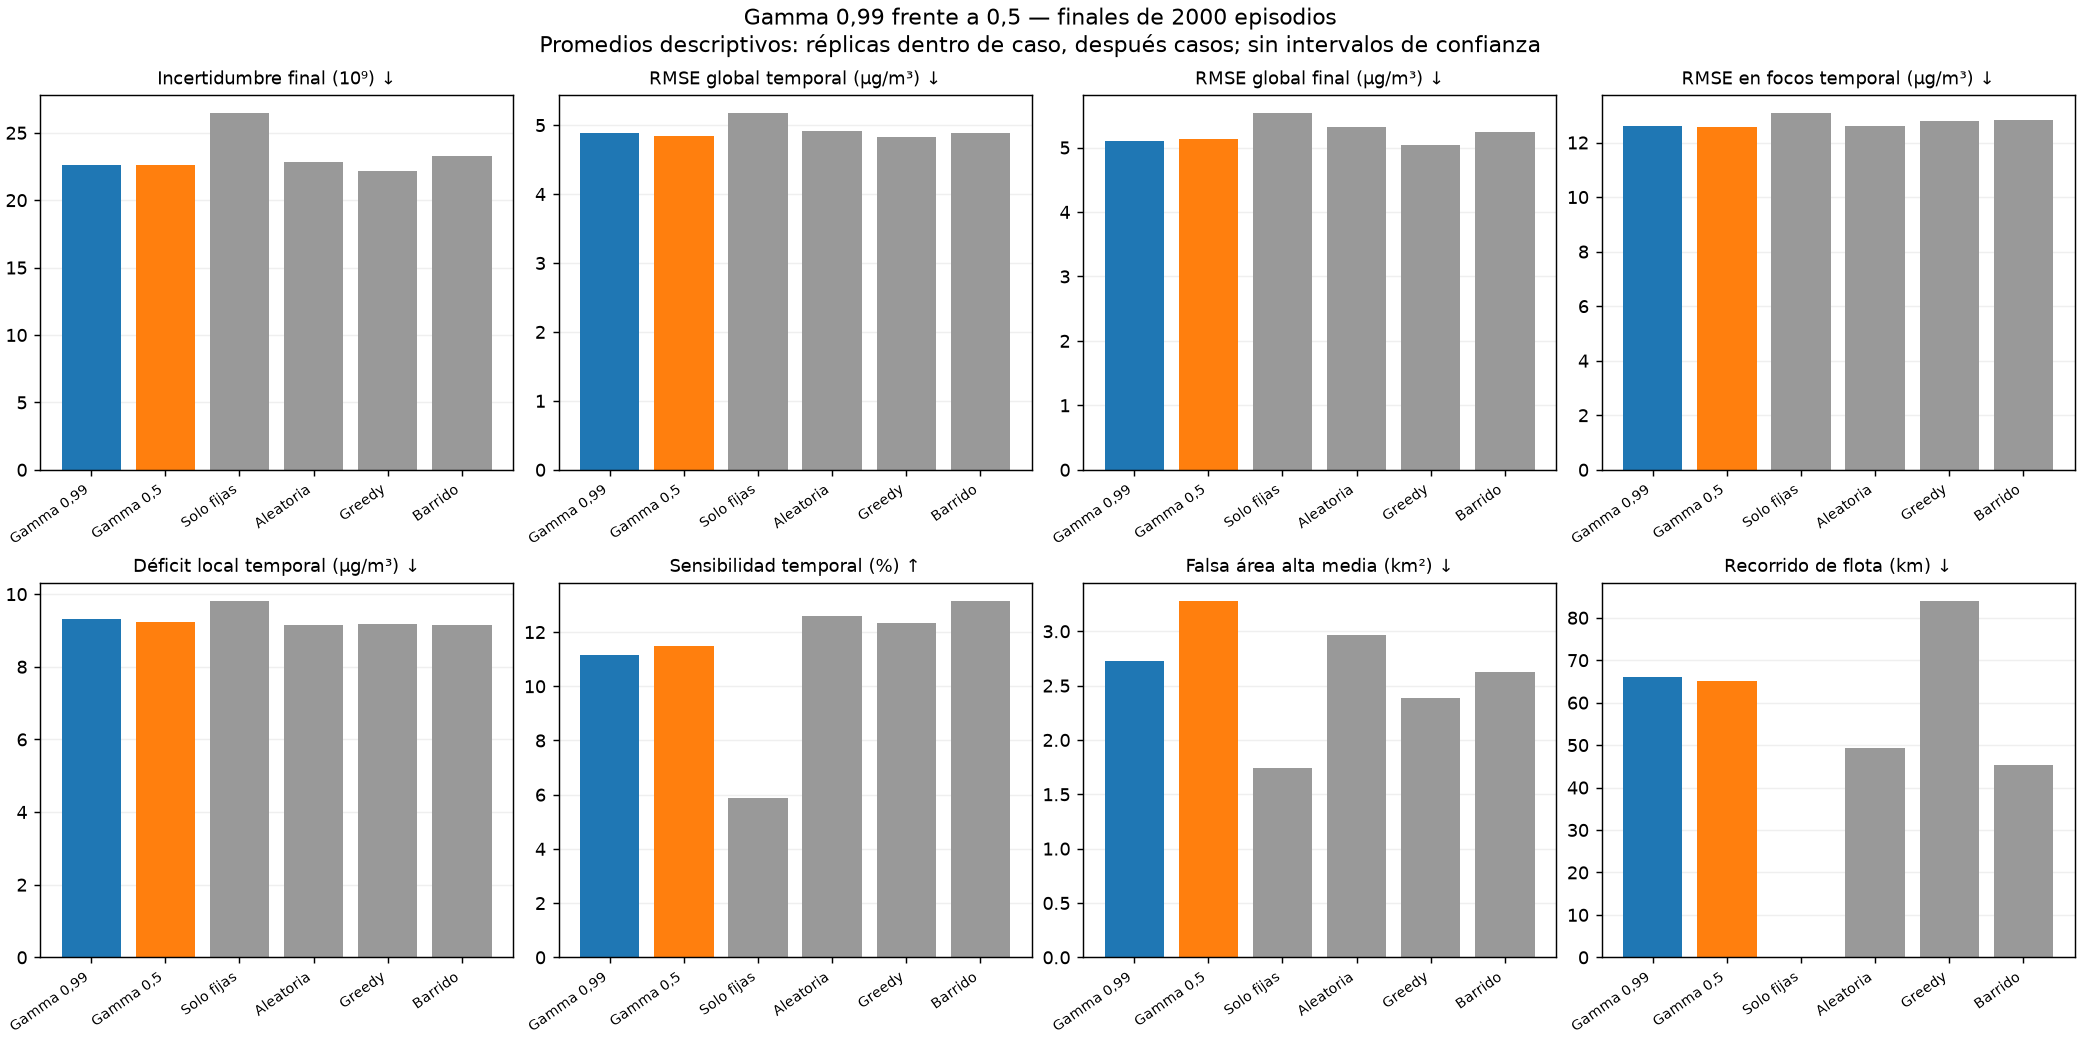 Gamma 0,99 frente a 0,5 — finales de 2000 episodios
Promedios descriptivos: réplicas dentro de caso, después casos; sin intervalos de confianza
Incertidumbre final (10⁹) ↓
25
20
15
10
5
0
Gamma 0,99
Gamma 0,5
Solo fijas
Aleatoria
Greedy
Barrido
RMSE global temporal (µg/m³) ↓
5
4
3
2
1
0
Gamma 0,99
Gamma 0,5
Solo fijas
Aleatoria
Greedy
Barrido
RMSE global final (µg/m³) ↓
5
4
3
2
1
0
Gamma 0,99
Gamma 0,5
Solo fijas
Aleatoria
Greedy
Barrido
RMSE en focos temporal (µg/m³) ↓
12
10
8
6
4
2
0
Gamma 0,99
Gamma 0,5
Solo fijas
Aleatoria
Greedy
Barrido
Déficit local temporal (µg/m³) ↓
10
8
6
4
2
0
Gamma 0,99
Gamma 0,5
Solo fijas
Aleatoria
Greedy
Barrido
Sensibilidad temporal (%) ↑
12
10
8
6
4
2
0
Gamma 0,99
Gamma 0,5
Solo fijas
Aleatoria
Greedy
Barrido
Falsa área alta media (km²) ↓
3.0
2.5
2.0
1.5
1.0
0.5
0.0
Gamma 0,99
Gamma 0,5
Solo fijas
Aleatoria
Greedy
Barrido
Recorrido de flota (km) ↓
80
70
60
50
40
30
20
10
0
Gamma 0,99
Gamma 0,5
Solo fijas
Aleatoria
Greedy
Barrido